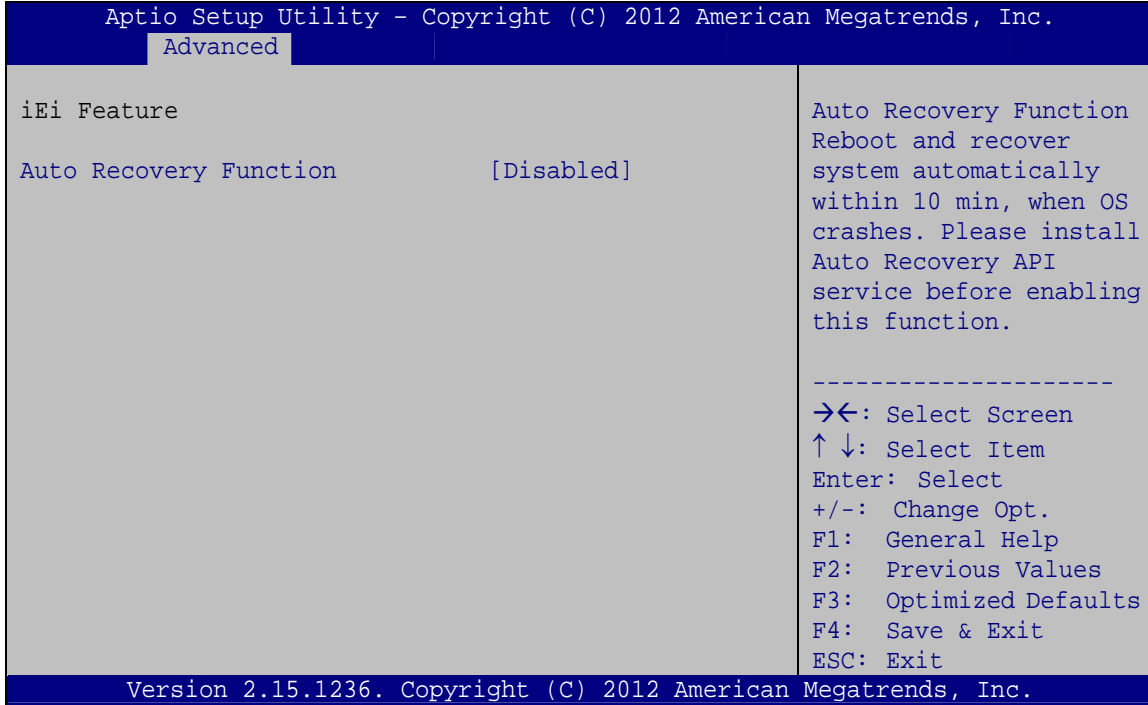 Aptio Setup Utility – Copyright (C) 2012 American Megatrends, Inc.
Advanced
iEi Feature
Auto Recovery Function [Disabled]
Auto Recovery Function
Reboot and recover
system automatically
within 10 min, when OS
crashes. Please install
Auto Recovery API
service before enabling
this function.
---------------------
→←: Select Screen
↑ ↓: Select Item
Enter: Select
+/-: Change Opt.
F1: General Help
F2: Previous Values
F3: Optimized Defaults
F4: Save & Exit
ESC: Exit
Version 2.15.1236. Copyright (C) 2012 American Megatrends, Inc.